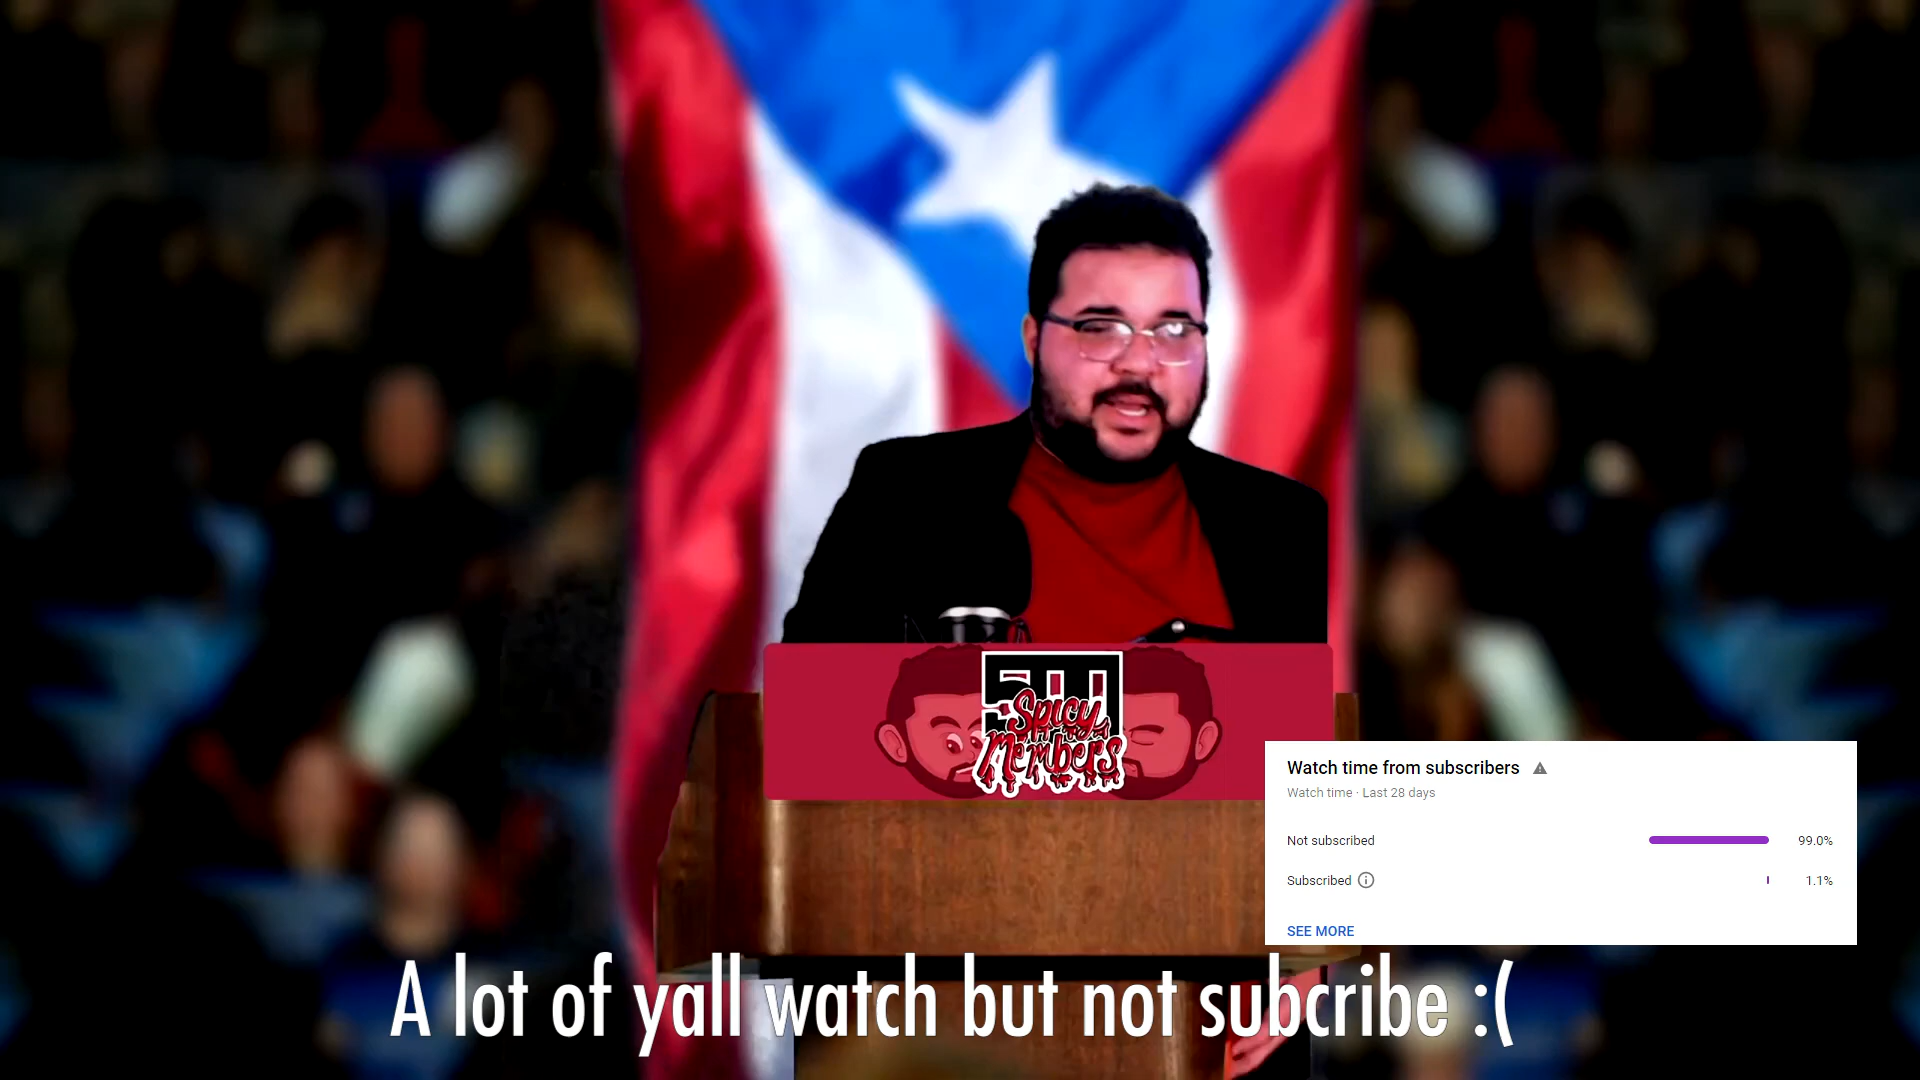 Spicy
Members
Watch time from subscribers
Watch time · Last 28 days
Not subscribed 99.0%
Subscribed 1.1%
SEE MORE
A lot of yall watch but not subcribe :(